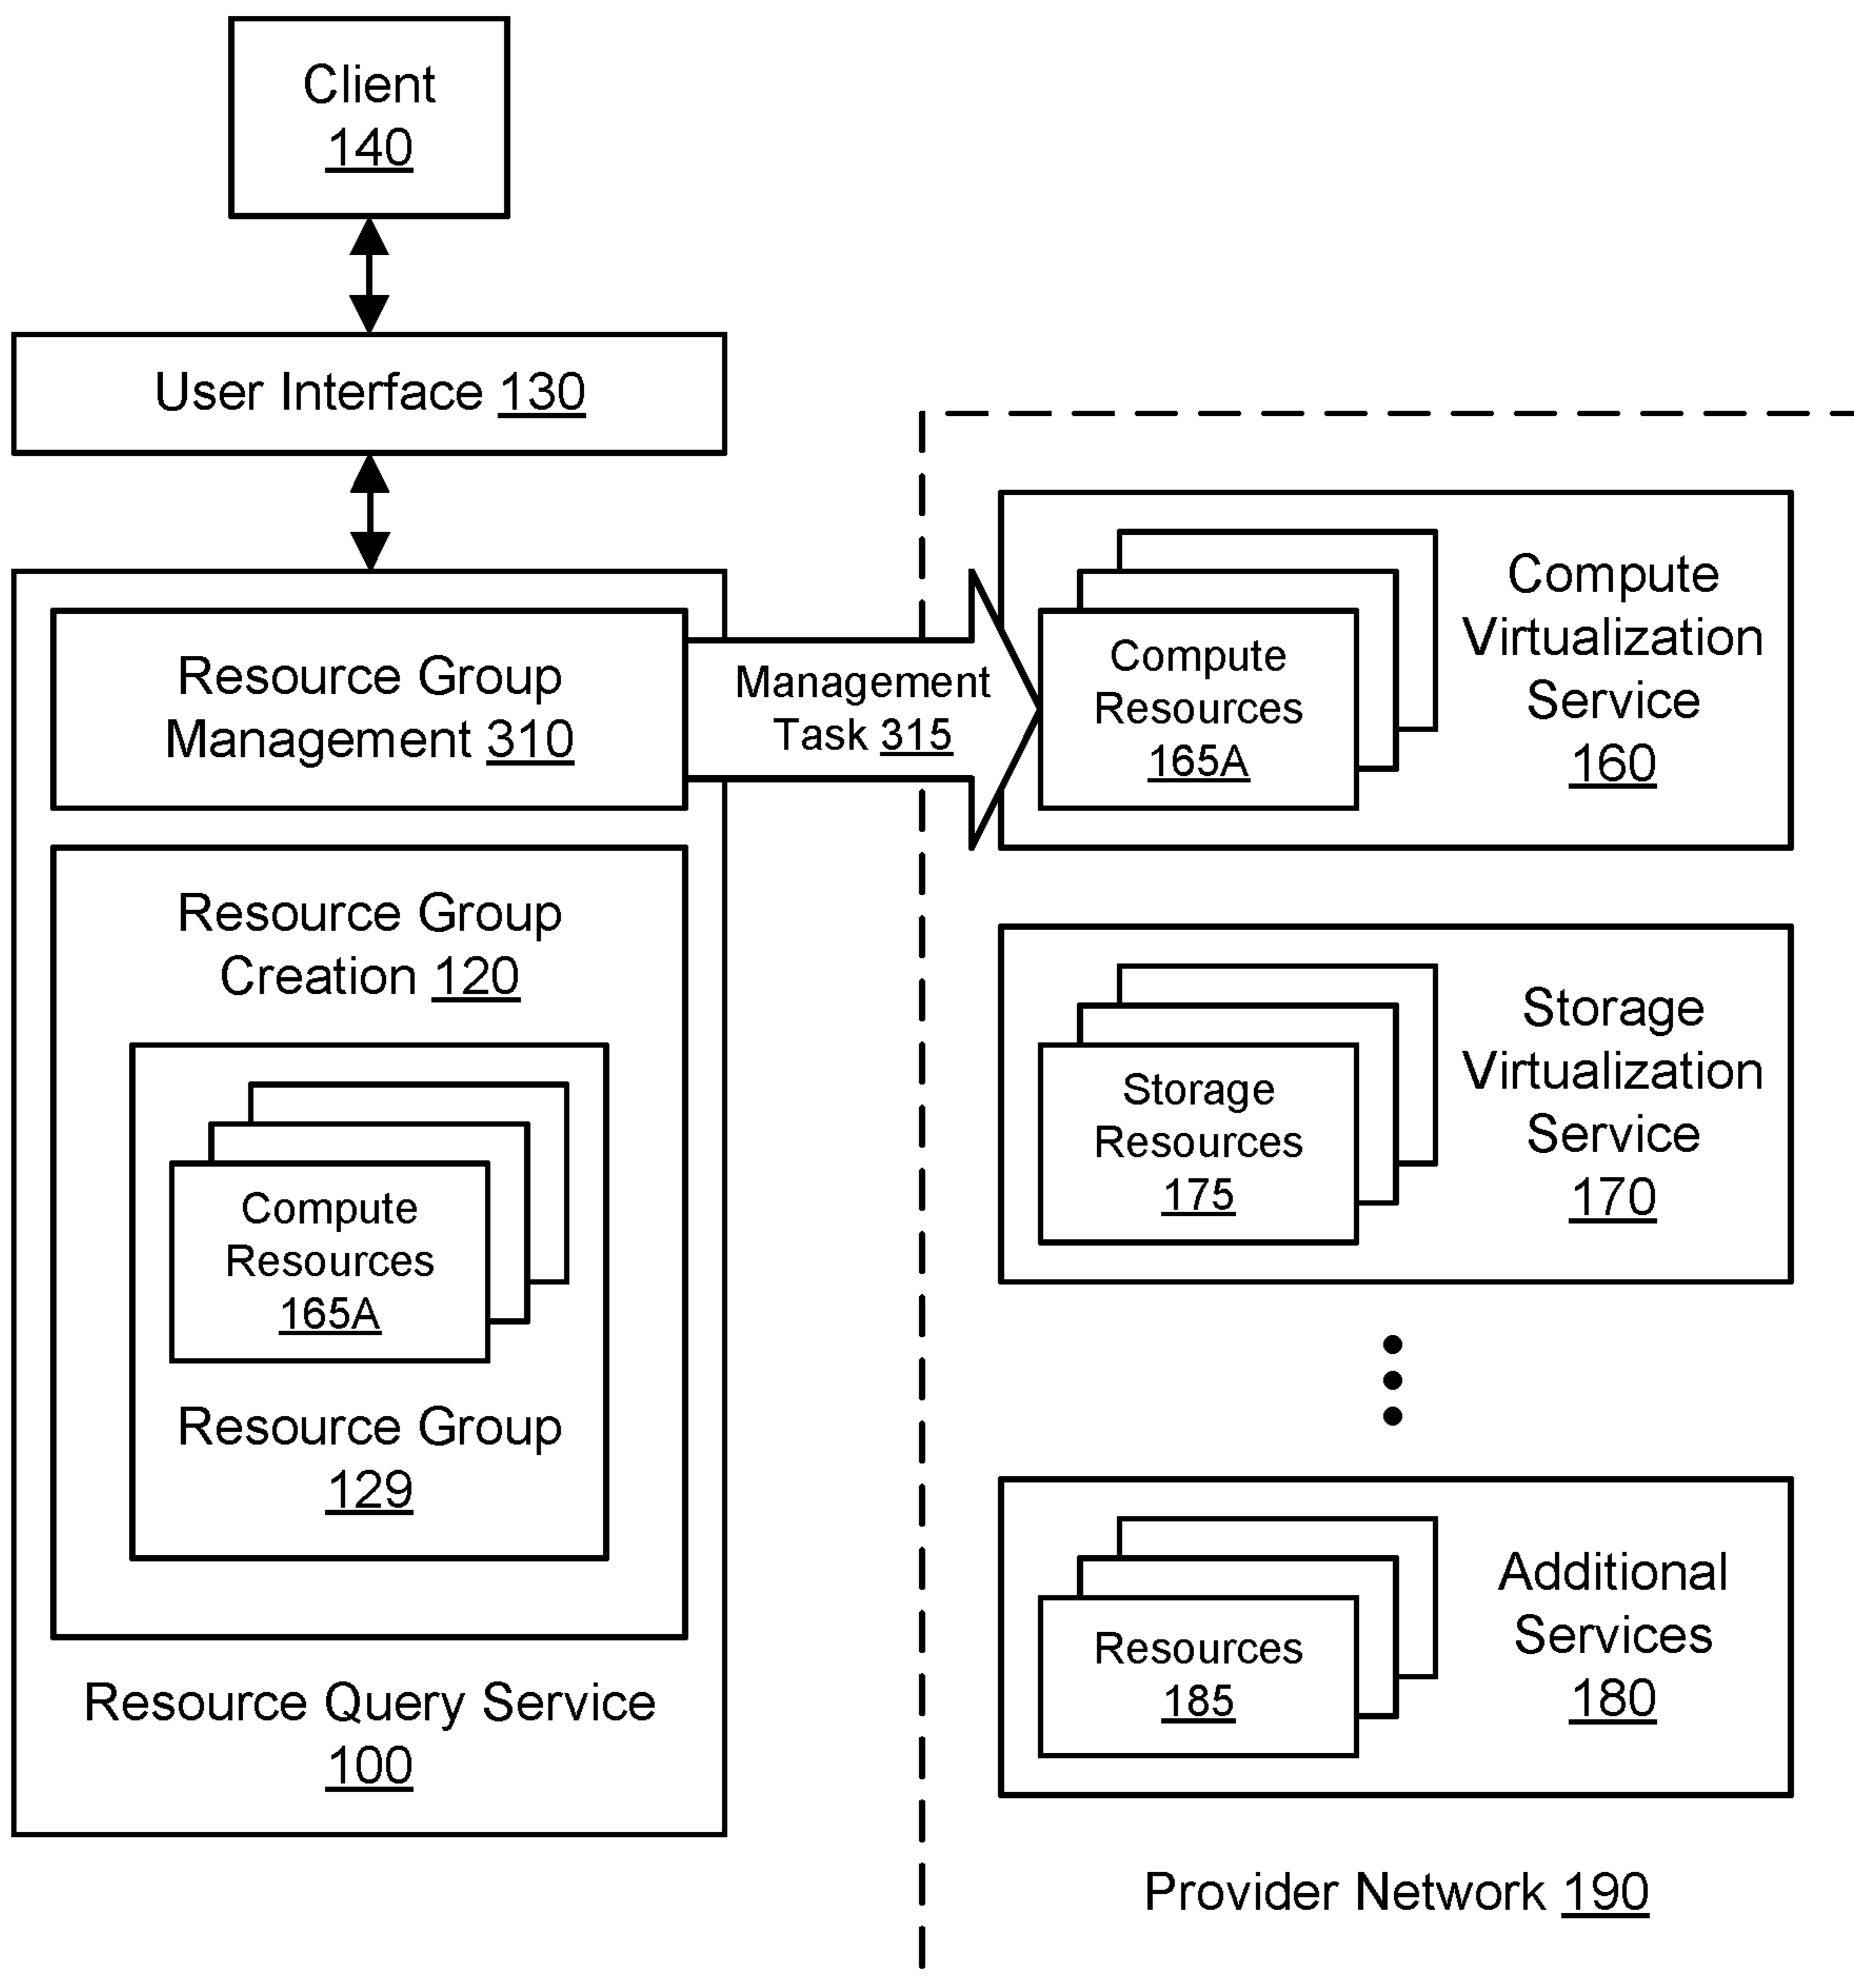 Client
140
User Interface 130
Resource Group
Management 310
Management
Task 315
Resource Group
Creation 120
Compute
Resources
165A
Resource Group
129
Resource Query Service
100
Compute
Resources
165A
Compute
Virtualization
Service
160
Storage
Resources
175
Storage
Virtualization
Service
170
Resources
185
Additional
Services
180
Provider Network 190